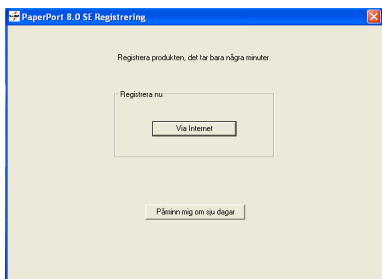 PaperPort 8.0 SE Registrering
Registrera produkten, det tar bara några minuter
Registrera nu
Via Internet
Påminn mig om sju dagar